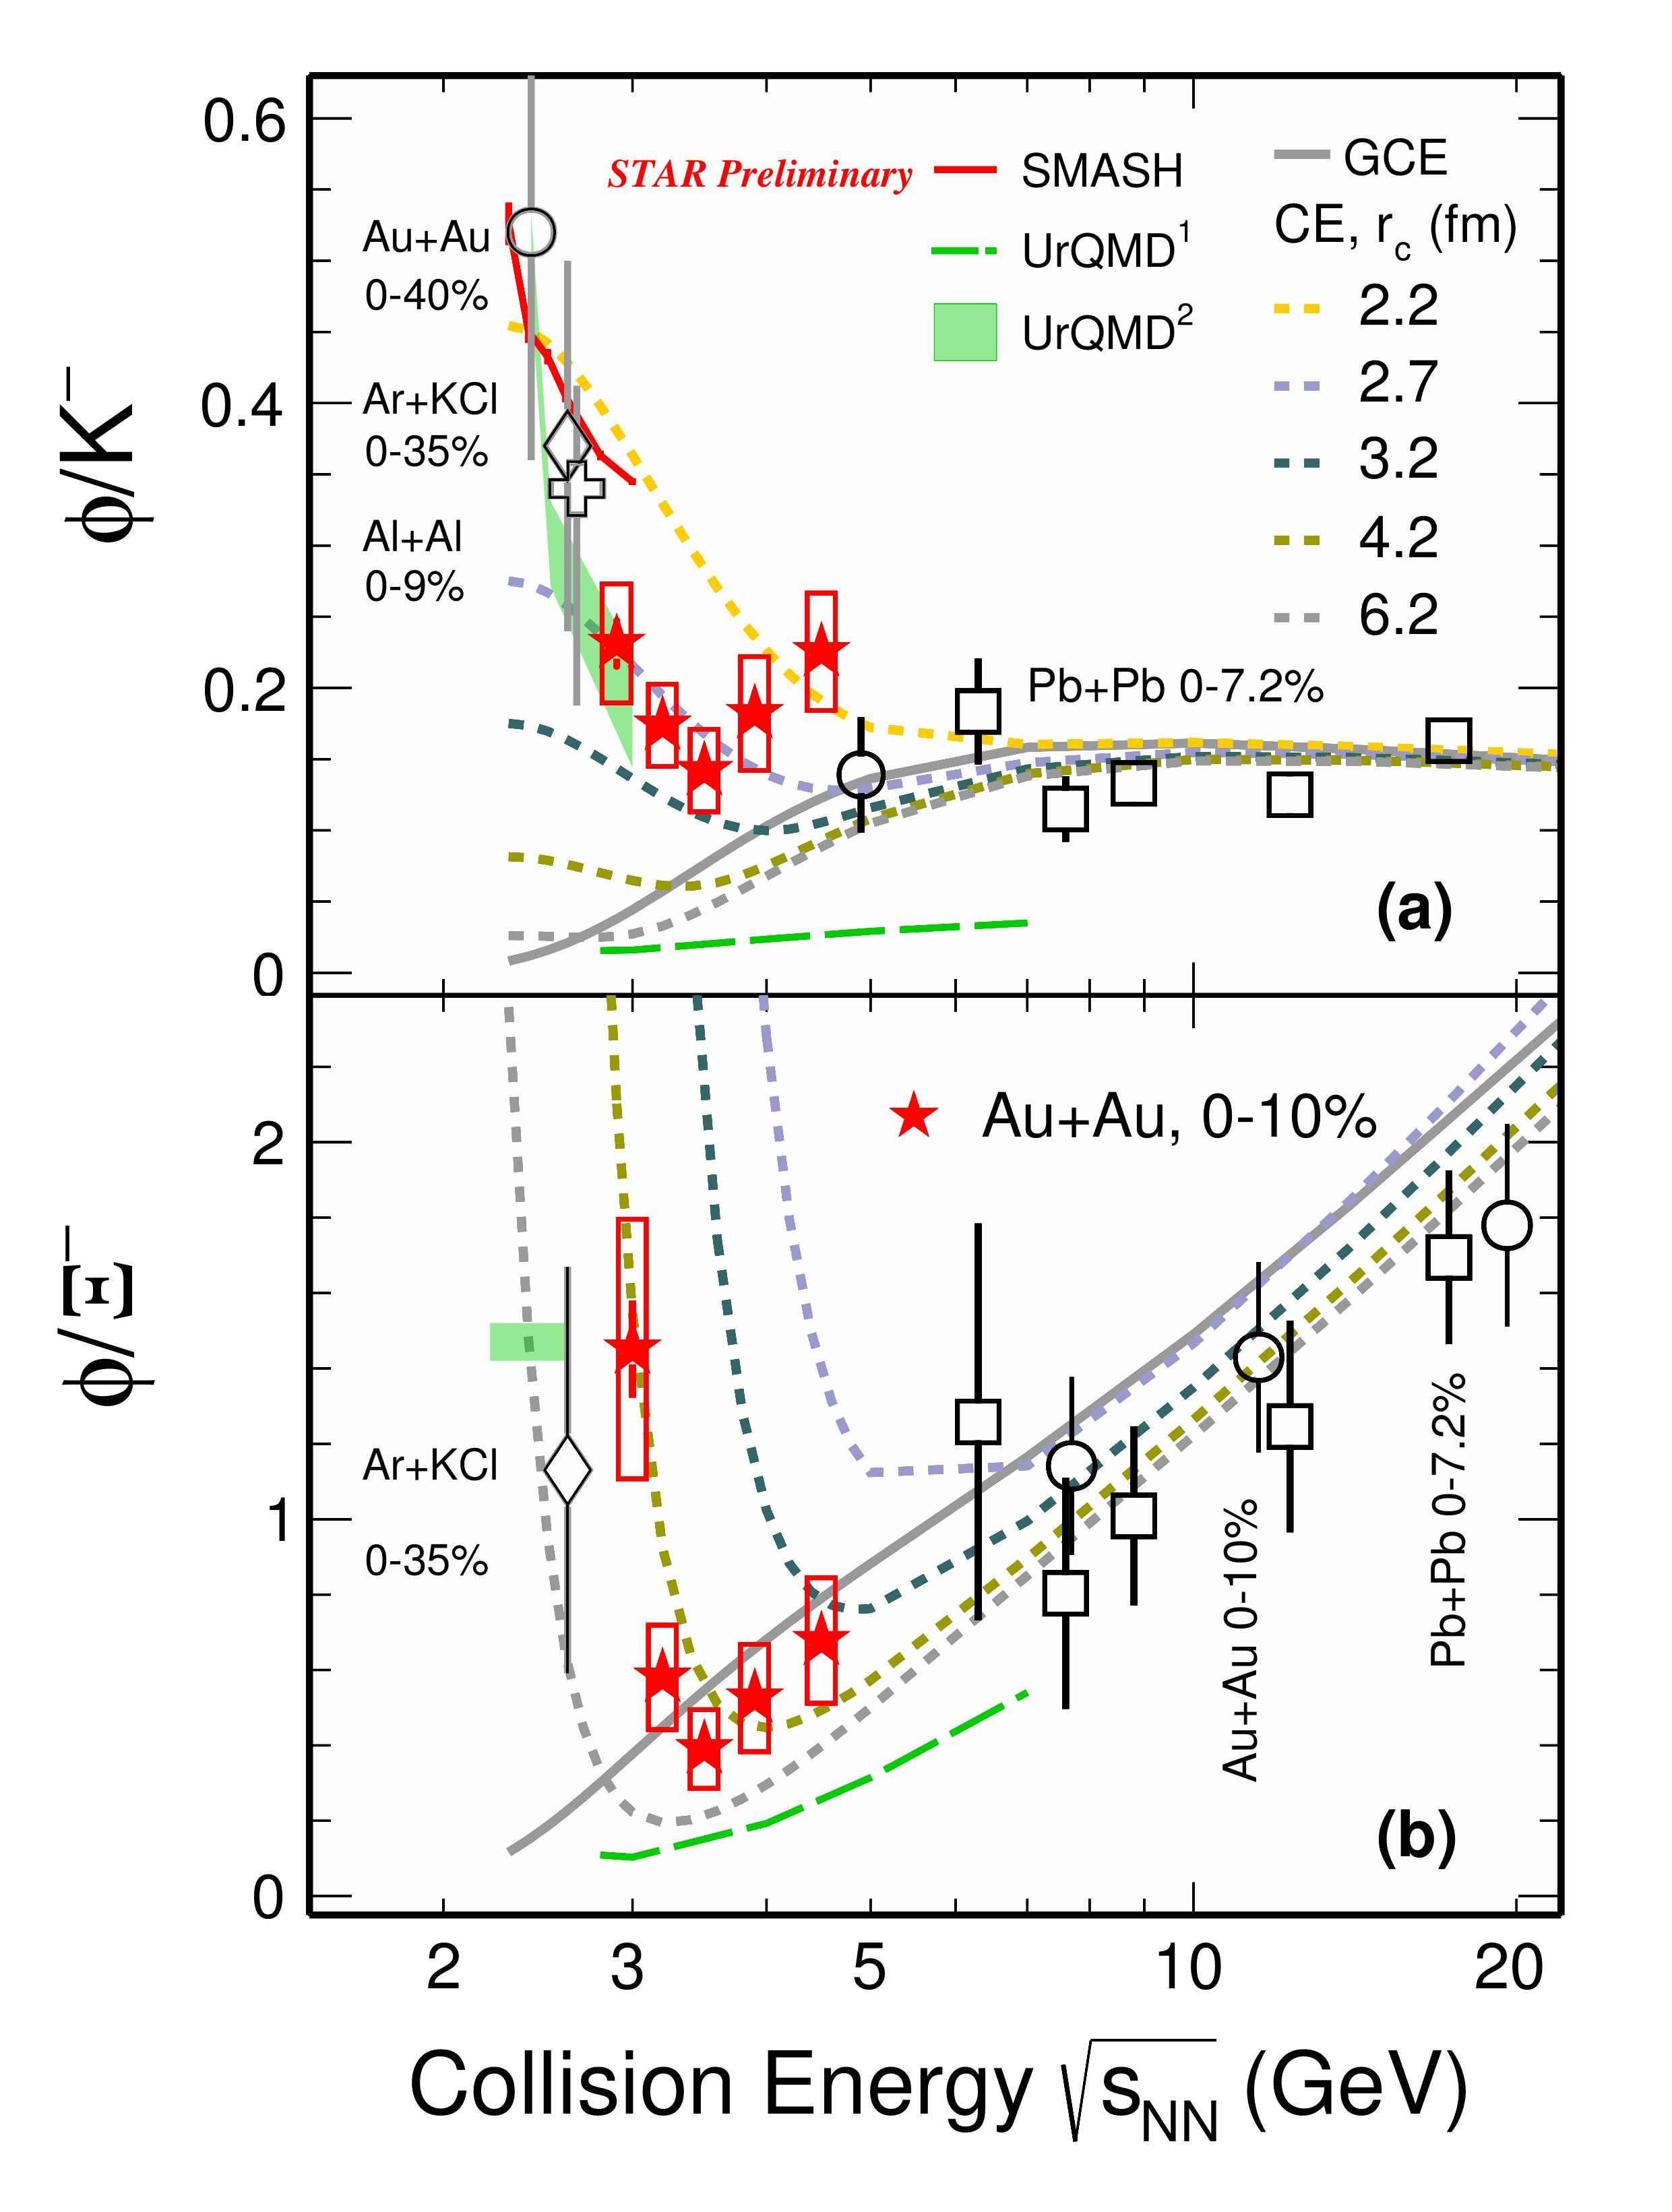 0.6
0.4
0.2
0
ϕ/K⁻
STAR Preliminary
SMASH
UrQMD¹
UrQMD²
GCE
CE, r_c (fm)
2.2
2.7
3.2
4.2
6.2
Au+Au
0-40%
Ar+KCl
0-35%
Al+Al
0-9%
Pb+Pb 0-7.2%
(a)
2
1
0
ϕ/Ξ⁻
Au+Au, 0-10%
Ar+KCl
0-35%
Au+Au 0-10%
Pb+Pb 0-7.2%
(b)
2 3 5 10 20
Collision Energy √s_NN (GeV)